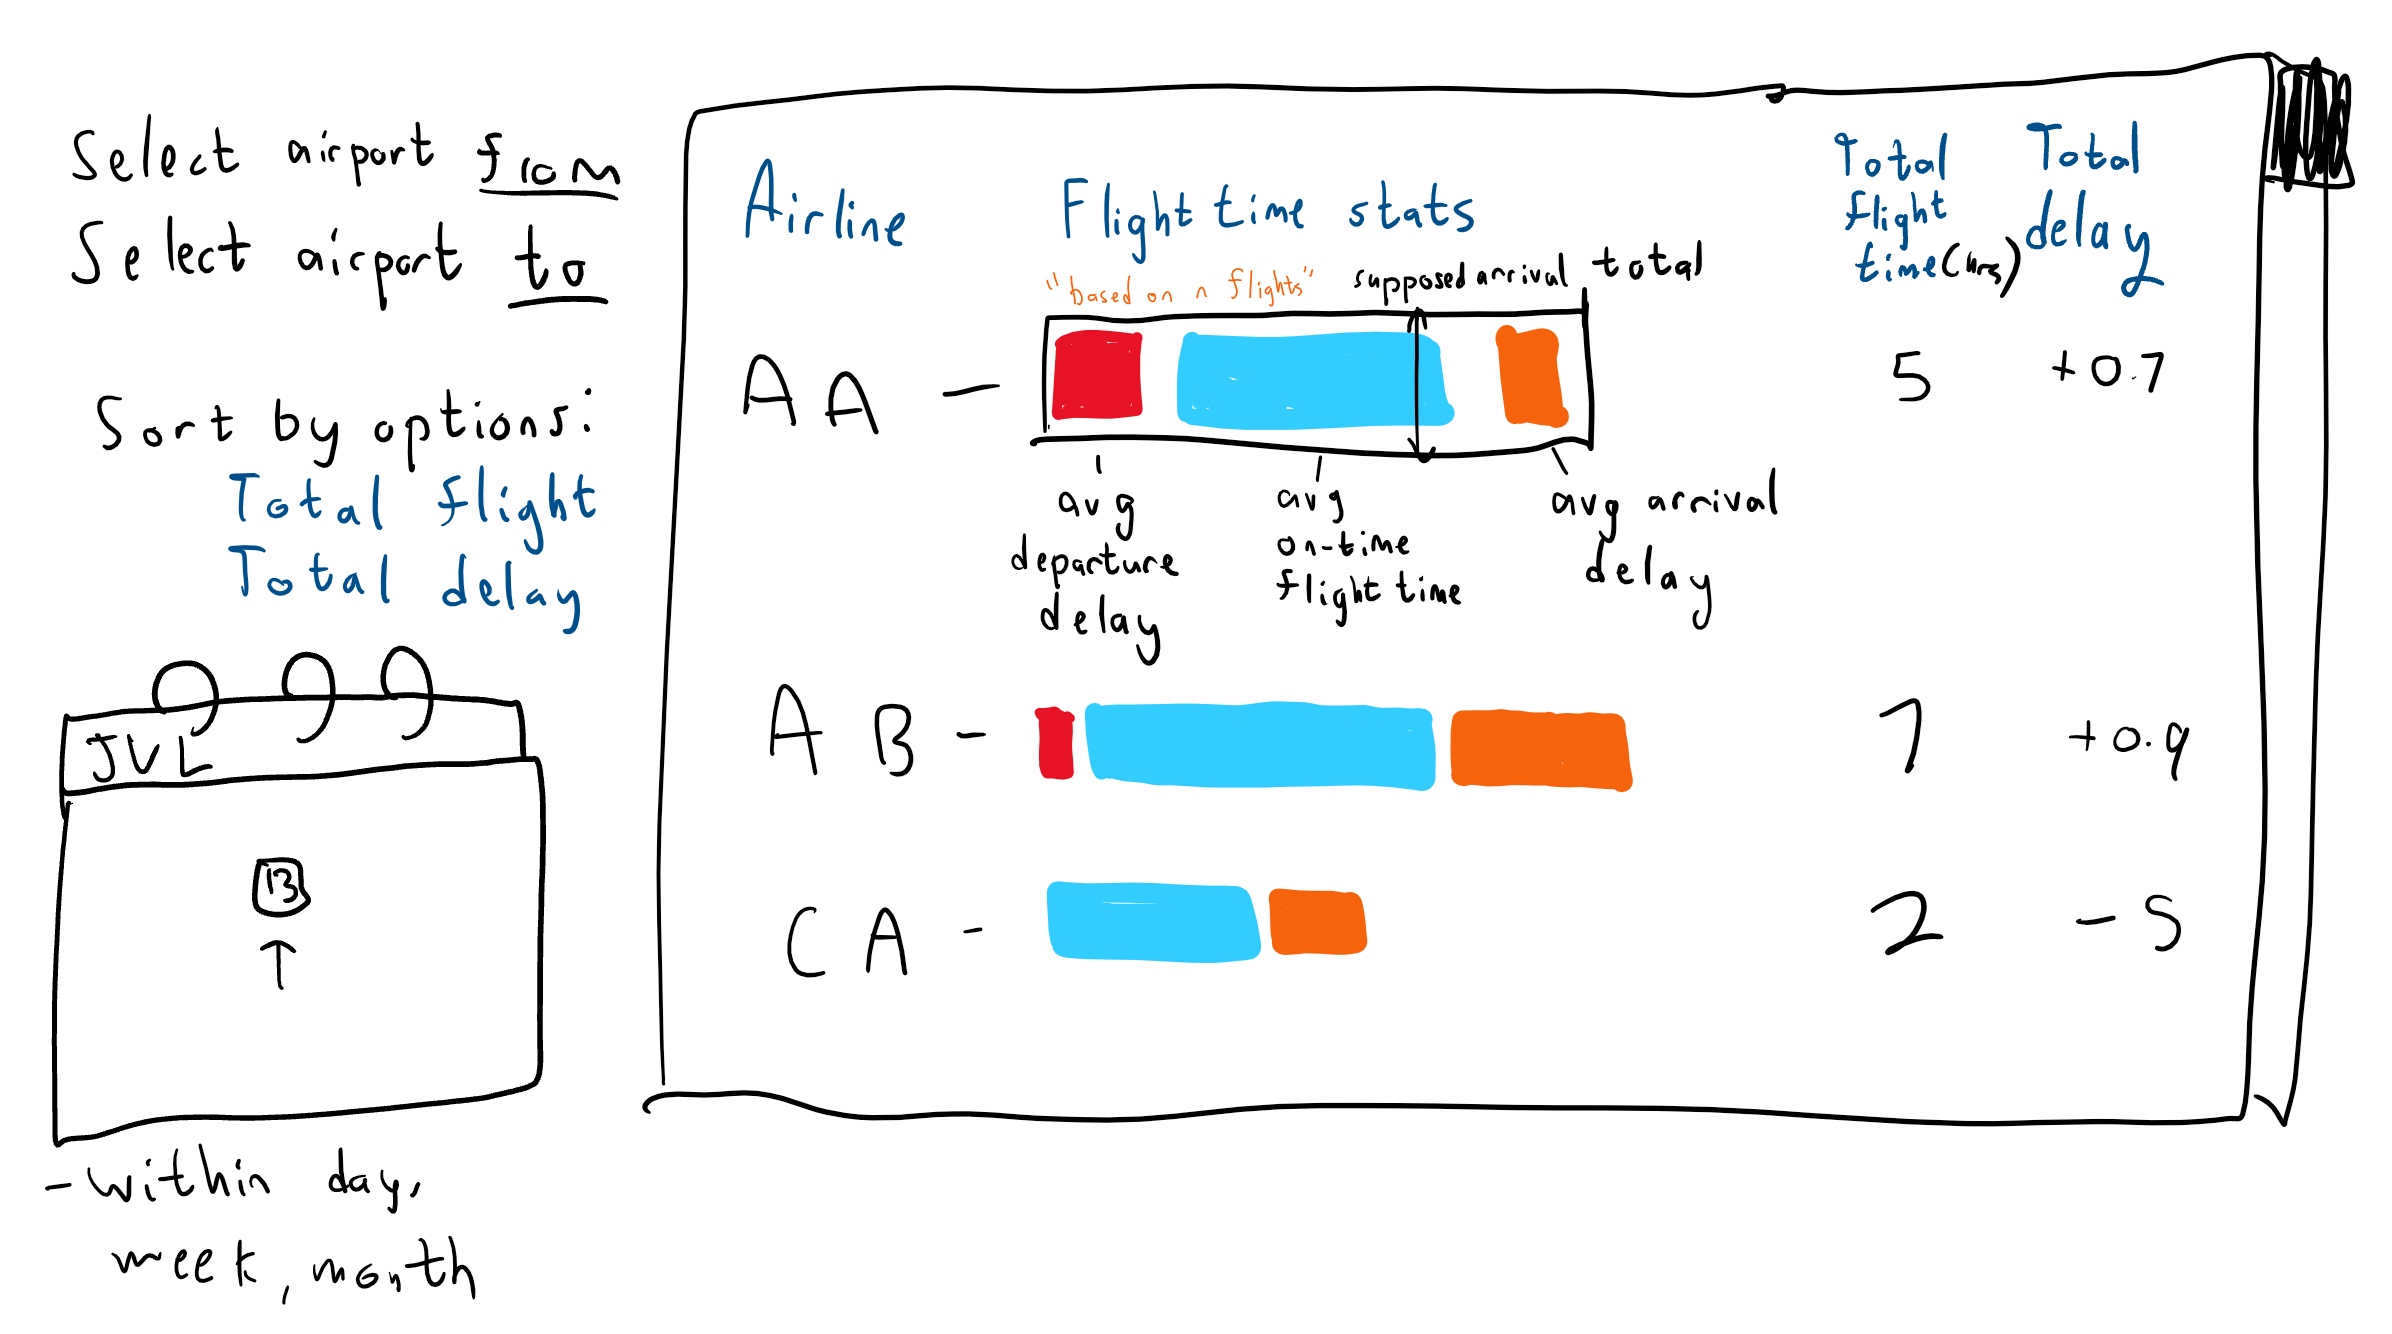 Select airport from
Select airport to
Sort by options:
Total flight
Total delay
JUL
13
- within day,
week, month
Airline
Flight time stats
Total
flight
time (hrs)
Total
delay
"based on n flights"
supposed arrival
total
AA -
5
+0.7
avg
departure
delay
avg
on-time
flight time
avg arrival
delay
AB -
7
+0.9
CA -
2
-5